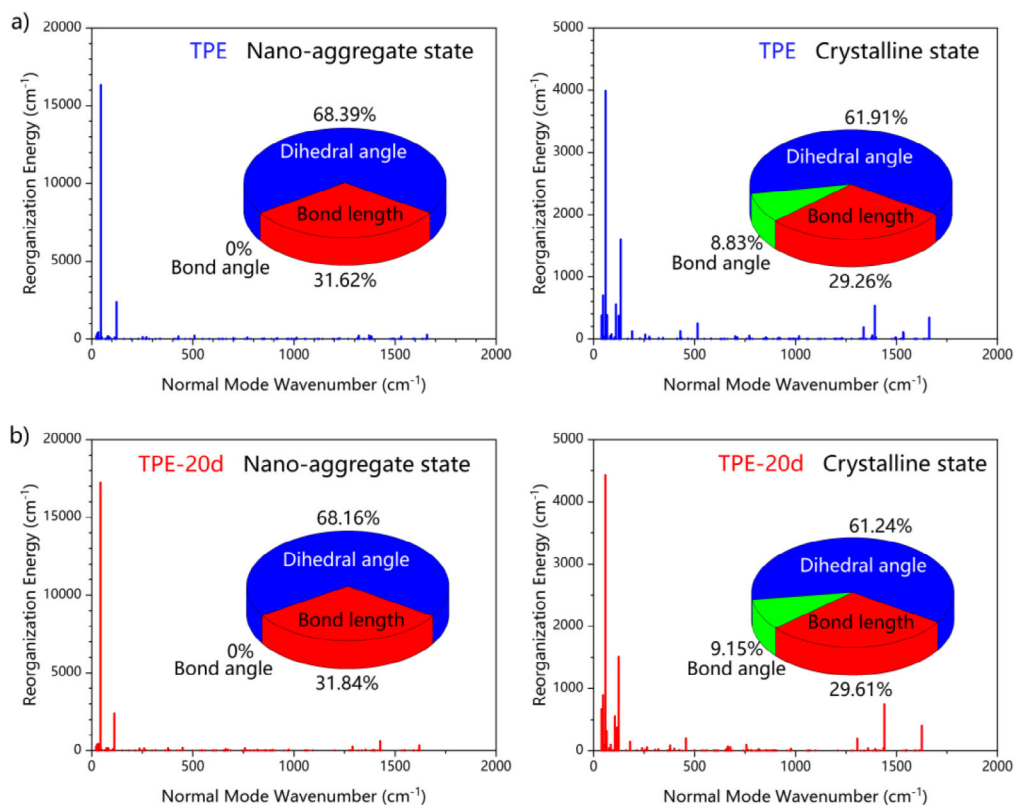 a)
TPE Nano-aggregate state
20000
15000
10000
5000
0
Reorganization Energy (cm-1)
68.39%
Dihedral angle
Bond length
0%
Bond angle
31.62%
0 500 1000 1500 2000
Normal Mode Wavenumber (cm-1)
TPE Crystalline state
5000
4000
3000
2000
1000
0
Reorganization Energy (cm-1)
61.91%
Dihedral angle
Bond length
8.83%
Bond angle
29.26%
0 500 1000 1500 2000
Normal Mode Wavenumber (cm-1)
b)
TPE-20d Nano-aggregate state
20000
15000
10000
5000
0
Reorganization Energy (cm-1)
68.16%
Dihedral angle
Bond length
0%
Bond angle
31.84%
0 500 1000 1500 2000
Normal Mode Wavenumber (cm-1)
TPE-20d Crystalline state
5000
4000
3000
2000
1000
0
Reorganization Energy (cm-1)
61.24%
Dihedral angle
Bond length
9.15%
Bond angle
29.61%
0 500 1000 1500 2000
Normal Mode Wavenumber (cm-1)